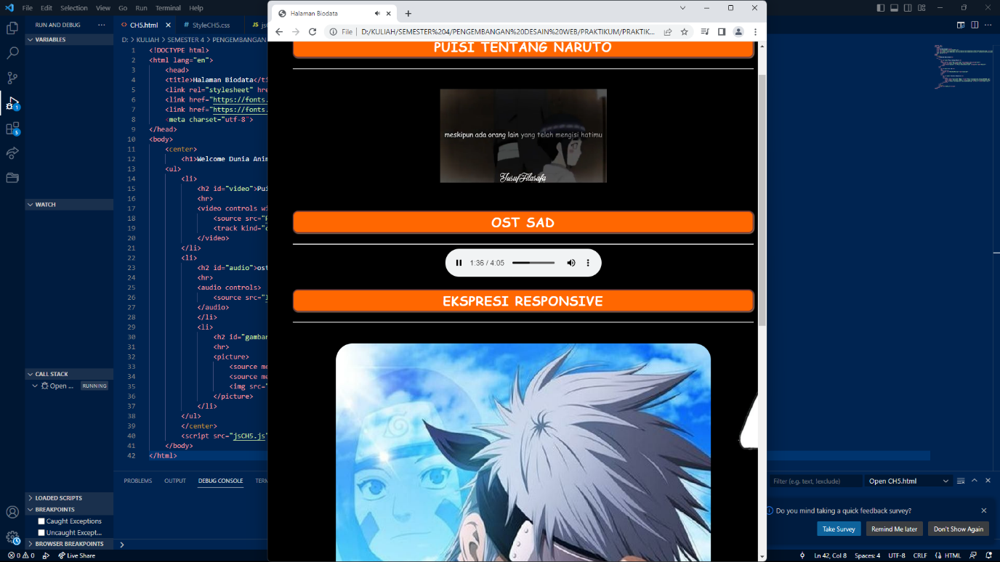 File Edit Selection View Go Run Terminal Help
RUN AND DEBUG ...
VARIABLES
WATCH
CALL STACK
Open ... RUNNING
LOADED SCRIPTS
BREAKPOINTS
Caught Exceptions
Uncaught Except...
BROWSER BREAKPOINTS
0 0 Live Share
1
5
CH5.html StyleCH5.css JS
D: > KULIAH > SEMESTER 4 > PENGEMBANGAN
1 <!DOCTYPE html>
2 <html lang="en">
3 <head>
4 <title>Halaman Biodata</ti
5 <link rel="stylesheet" hre
6 <link href="https://fonts.
7 <link href="https://fonts.
8 <meta charset="utf-8">
9 </head>
10 <body>
11 <center>
12 <h1>Welcome Dunia Anim
13 <ul>
14 <li>
15 <h2 id="video">Pui
16 <hr>
17 <video controls wi
18 <source src="P
19 <track kind="c
20 </video>
21 </li>
22 <li>
23 <h2 id="audio">ost
24 <hr>
25 <audio controls>
26 <source src="I
27 </audio>
28 </li>
29 <li>
30 <h2 id="gambar
31 <hr>
32 <picture>
33 <source me
34 <source me
35 <img src="
36 </picture>
37 </li>
38 </ul>
39 </center>
40 <script src="jsCH5.js"
41 </body>
42 </html>
PROBLEMS OUTPUT DEBUG CONSOLE TERM
Halaman Biodata
File D:/KULIAH/SEMESTER%204/PENGEMBANGAN%20DESAIN%20WEB/PRAKTIKUM/PRAKTIK...
PUISI TENTANG NARUTO
meskipun ada orang lain yang telah mengisi hatimu
YusufFilasafa
OST SAD
1:36 / 4:05
EKSPRESI RESPONSIVE
Filter (e.g. text, !exclude) Open CH5.html
Do you mind taking a quick feedback survey?
Take Survey Remind Me later Don't Show Again
Ln 42, Col 8 Spaces: 4 UTF-8 CRLF HTML